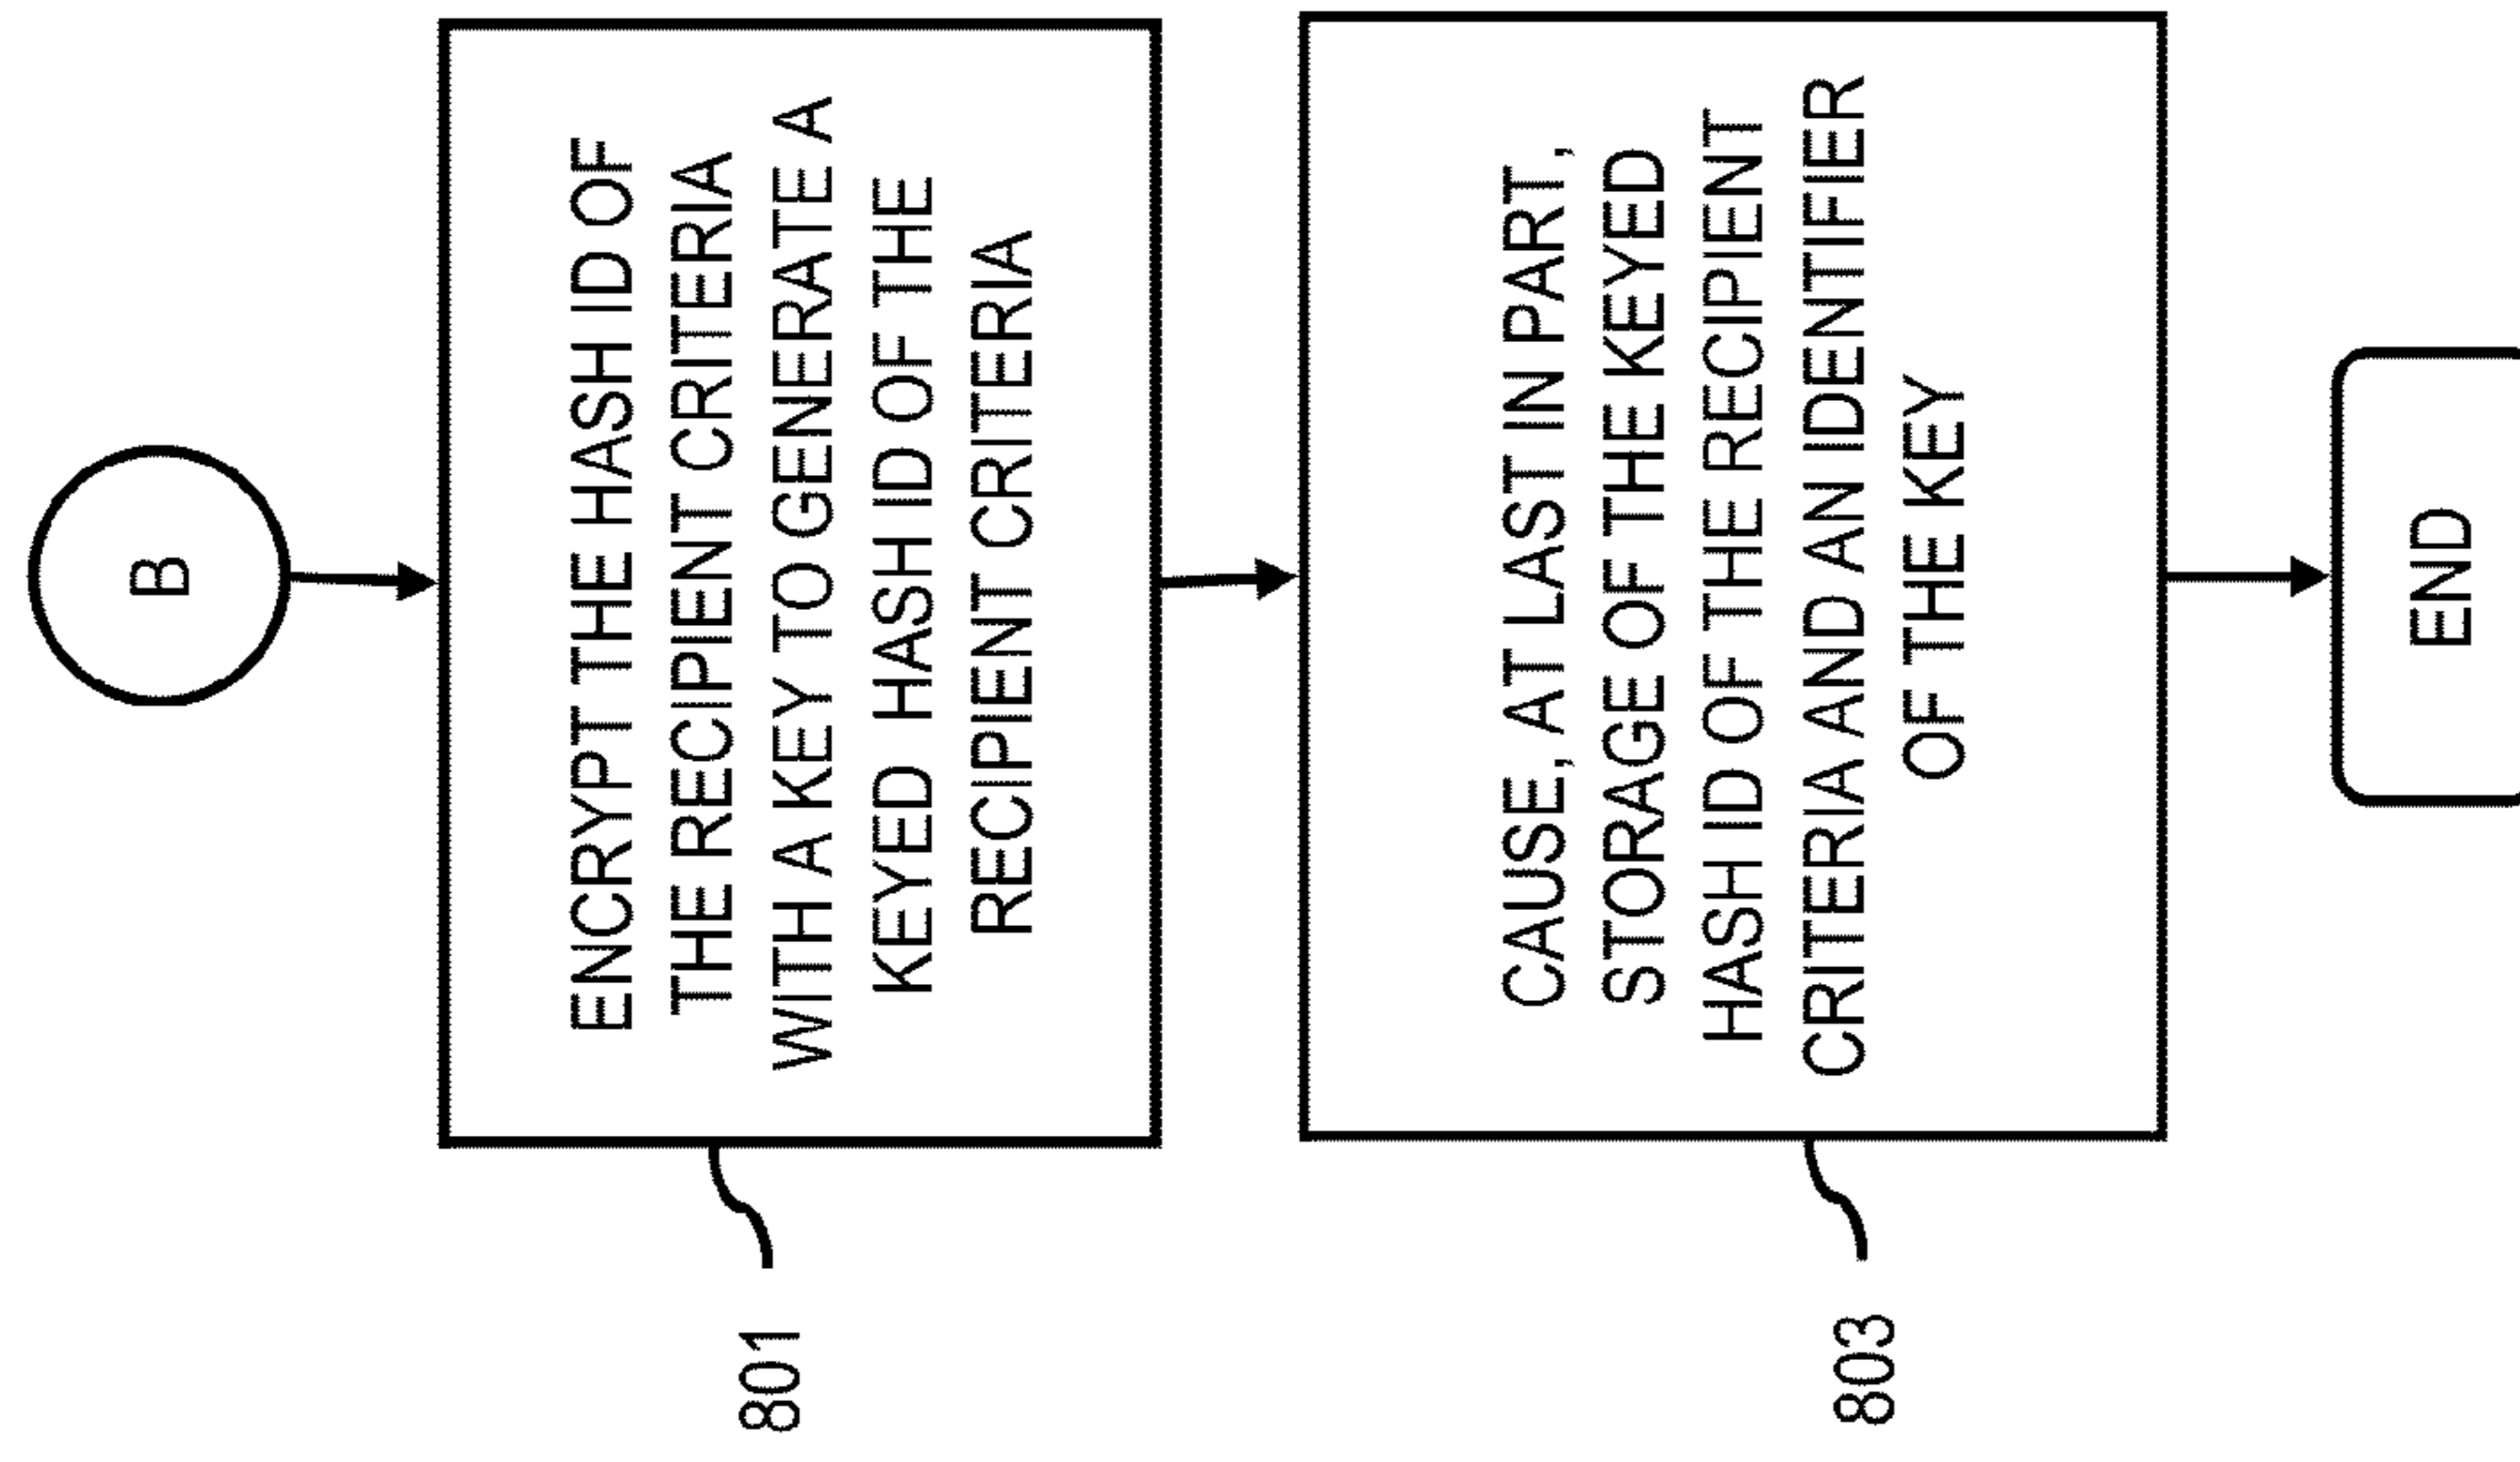 B
ENCRYPT THE HASH ID OF
THE RECIPIENT CRITERIA
WITH A KEY TO GENERATE A
KEYED HASH ID OF THE
RECIPIENT CRITERIA
801
CAUSE, AT LAST IN PART,
STORAGE OF THE KEYED
HASH ID OF THE RECIPIENT
CRITERIA AND AN IDENTIFIER
OF THE KEY
803
END